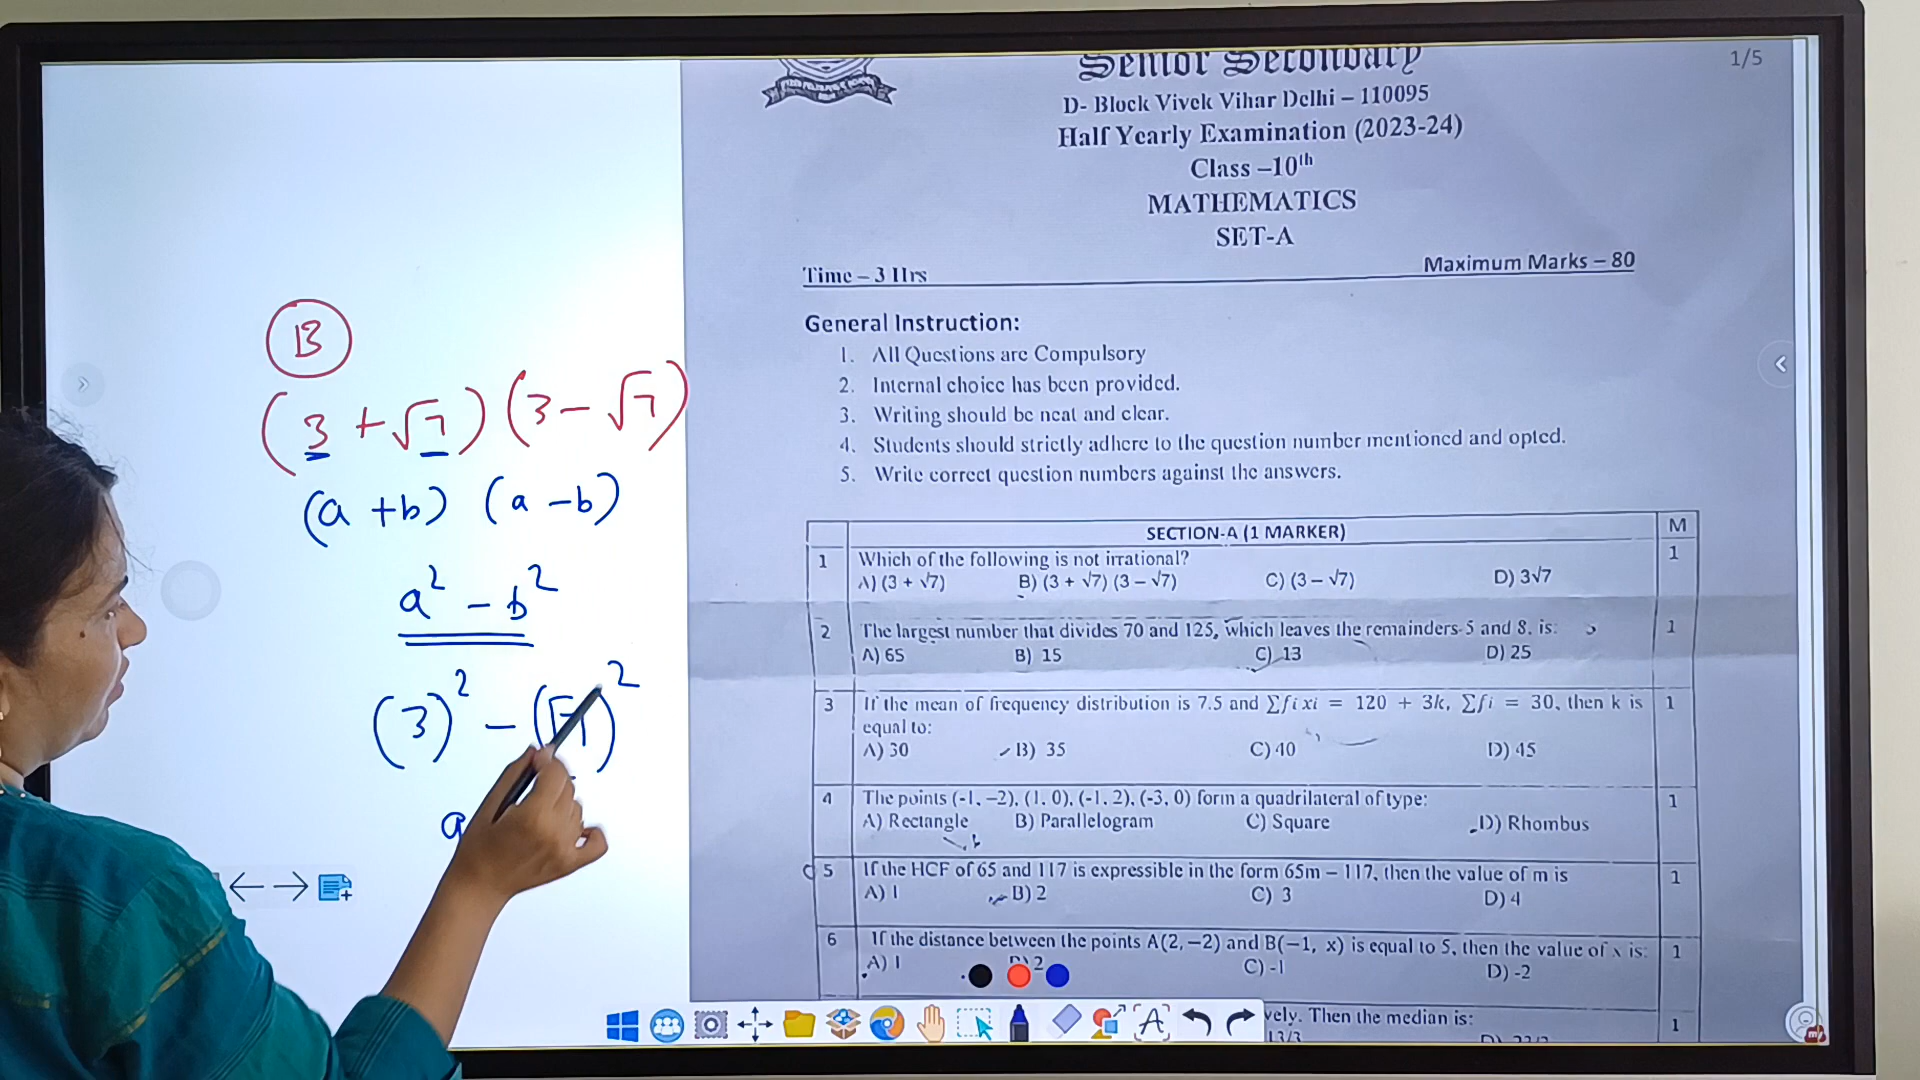 1/5
Senior Secondary
D- Block Vivek Vihar Delhi – 110095
Half Yearly Examination (2023-24)
Class –10th
MATHEMATICS
SET-A
Time – 3 Hrs
Maximum Marks – 80
General Instruction:
1. All Questions are Compulsory
2. Internal choice has been provided.
3. Writing should be neat and clear.
4. Students should strictly adhere to the question number mentioned and opted.
5. Write correct question numbers against the answers.
SECTION-A (1 MARKER) M
1 Which of the following is not irrational? 1
A) (3 + √7) B) (3 + √7) (3 – √7) C) (3 – √7) D) 3√7
2 The largest number that divides 70 and 125, which leaves the remainders 5 and 8. is: 1
A) 65 B) 15 C) 13 D) 25
3 If the mean of frequency distribution is 7.5 and ∑fixi = 120 + 3k, ∑fi = 30, then k is 1
equal to:
A) 30 B) 35 C) 40 D) 45
4 The points (-1, –2), (1, 0), (-1, 2), (-3, 0) form a quadrilateral of type: 1
A) Rectangle B) Parallelogram C) Square D) Rhombus
5 If the HCF of 65 and 117 is expressible in the form 65m – 117, then the value of m is 1
A) 1 B) 2 C) 3 D) 4
6 If the distance between the points A(2, –2) and B(–1, x) is equal to 5, then the value of x is: 1
A) 1 2 C) -1 D) -2
vely. Then the median is: 1
13/3
B
(3 + √7) (3 – √7)
(a + b) (a – b)
a² – b²
(3)² – (√7)²